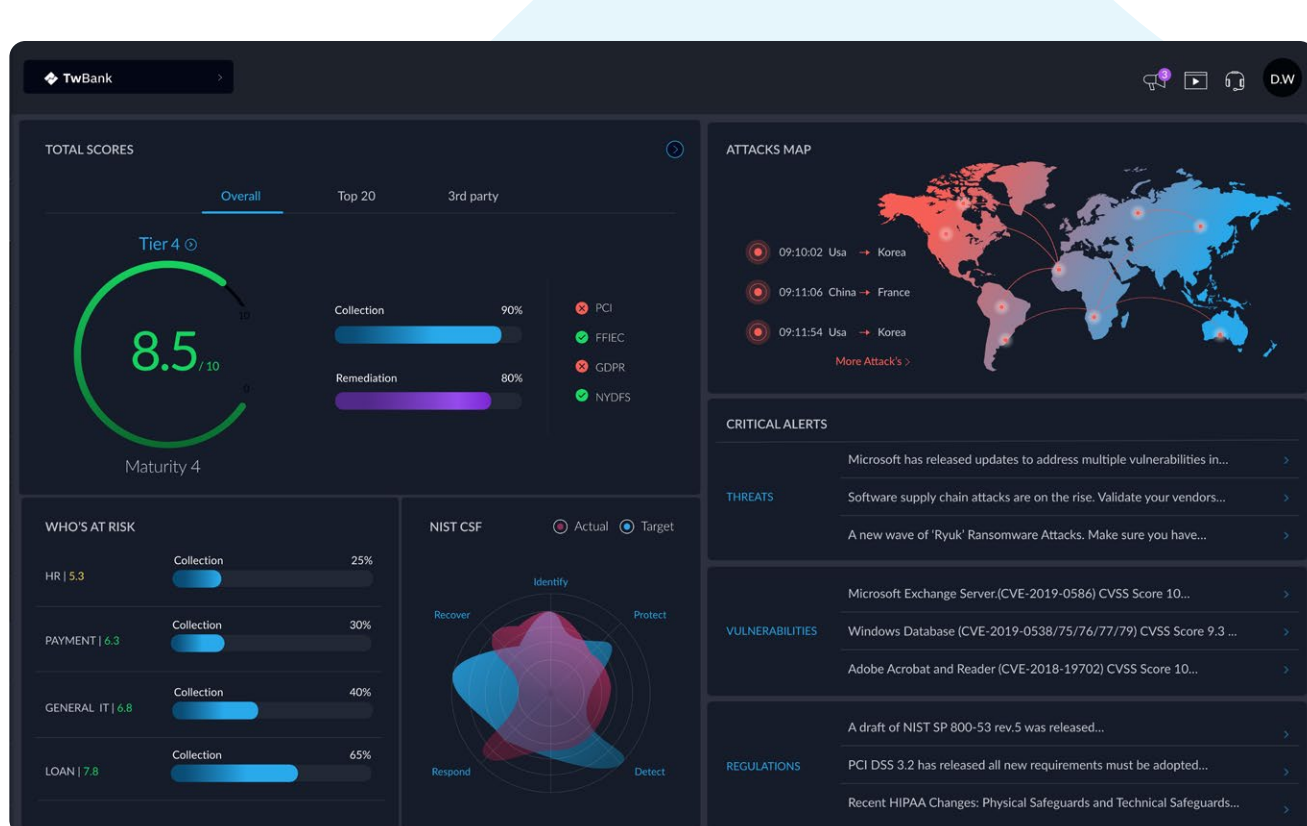 TwBank
3
D.W
TOTAL SCORES
Overall
Top 20
3rd party
Tier 4
10
8.5 / 10
0
Maturity 4
Collection 90%
Remediation 80%
PCI
FFIEC
GDPR
NYDFS
ATTACKS MAP
09:10:02 Usa → Korea
09:11:06 China → France
09:11:54 Usa → Korea
More Attack's >
CRITICAL ALERTS
THREATS
Microsoft has released updates to address multiple vulnerabilities in...
Software supply chain attacks are on the rise. Validate your vendors...
A new wave of ‘Ryuk’ Ransomware Attacks. Make sure you have...
VULNERABILITIES
Microsoft Exchange Server.(CVE-2019-0586) CVSS Score 10...
Windows Database (CVE-2019-0538/75/76/77/79) CVSS Score 9.3 ...
Adobe Acrobat and Reader (CVE-2018-19702) CVSS Score 10...
REGULATIONS
A draft of NIST SP 800-53 rev.5 was released...
PCI DSS 3.2 has released all new requirements must be adopted...
Recent HIPAA Changes: Physical Safeguards and Technical Safeguards...
WHO'S AT RISK
HR | 5.3
Collection 25%
PAYMENT | 6.3
Collection 30%
GENERAL IT | 6.8
Collection 40%
LOAN | 7.8
Collection 65%
NIST CSF
Actual
Target
Identify
Recover
Protect
Respond
Detect